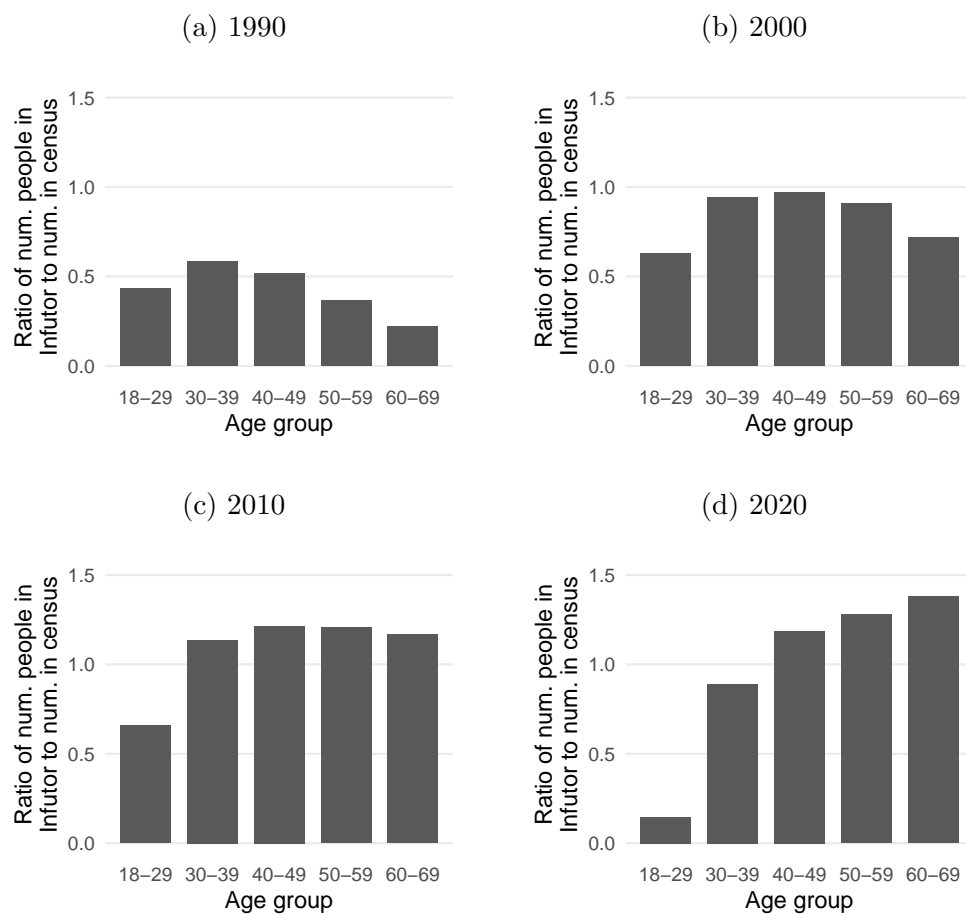 (a) 1990
Ratio of num. people in
Infutor to num. in census
1.5
1.0
0.5
0.0
18−29 30−39 40−49 50−59 60−69
Age group
(b) 2000
Ratio of num. people in
Infutor to num. in census
1.5
1.0
0.5
0.0
18−29 30−39 40−49 50−59 60−69
Age group
(c) 2010
Ratio of num. people in
Infutor to num. in census
1.5
1.0
0.5
0.0
18−29 30−39 40−49 50−59 60−69
Age group
(d) 2020
Ratio of num. people in
Infutor to num. in census
1.5
1.0
0.5
0.0
18−29 30−39 40−49 50−59 60−69
Age group